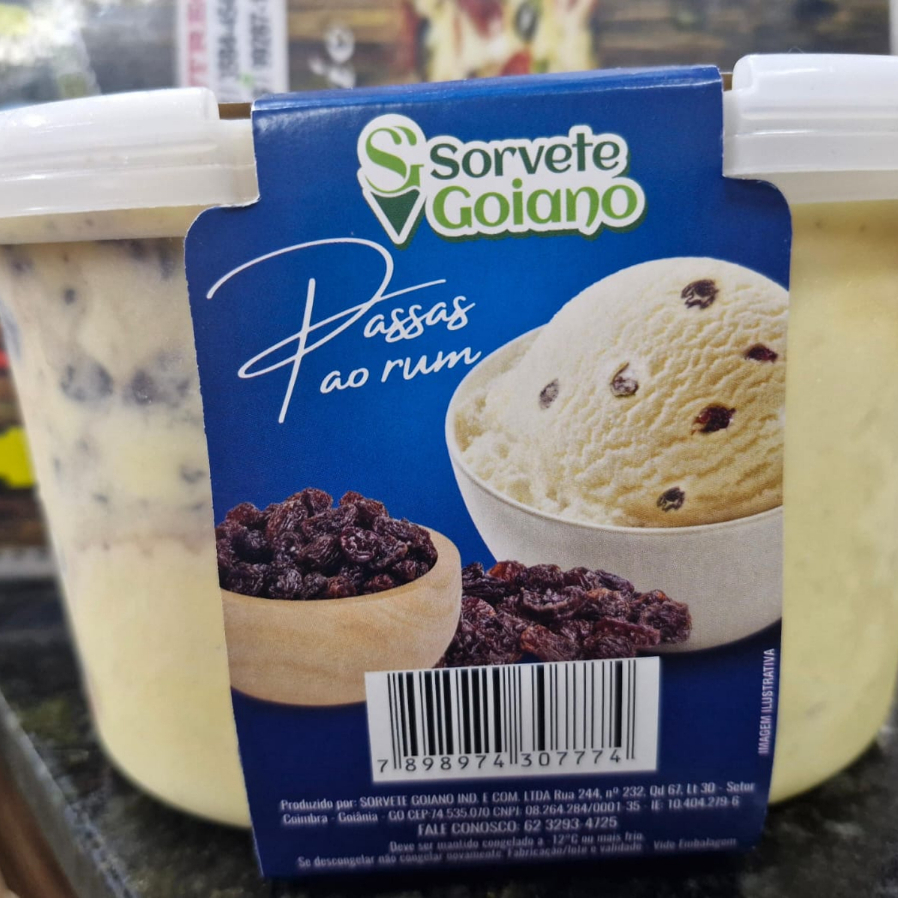 Sorvete
Goiano
Passas
ao rum
IMAGEM ILUSTRATIVA
7 898974 307774
Produzido por: SORVETE GOIANO IND. E COM. LTDA Rua 244, nº 232, Qd 67, Lt 30 - Setor
Coimbra - Goiânia - GO CEP:74.535.070 CNPJ: 08.264.284/0001-35 - IE: 10.404.279-6
FALE CONOSCO: 62 3293-4725
Deve ser mantido congelado a -12°C ou mais frio.
Se descongelar não congelar novamente Fabricação/lote e validade - Vide Embalagem